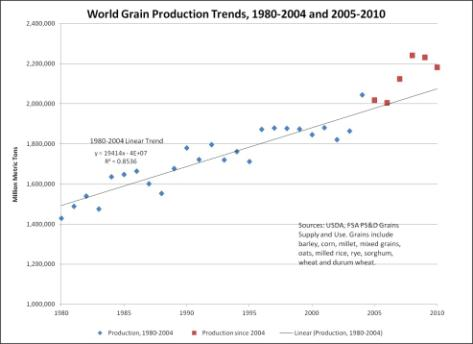 World Grain Production Trends, 1980-2004 and 2005-2010
2,400,000
2,200,000
2,000,000
1,800,000
1,600,000
1,400,000
1,200,000
1,000,000
Million Metric Tons
1980-2004 Linear Trend
y = 19414x - 4E+07
R² = 0.8536
Sources: USDA, FSA PS&D Grains
Supply and Use. Grains include
barley, corn, millet, mixed grains,
oats, milled rice, rye, sorghum,
wheat and durum wheat.
1980 1985 1990 1995 2000 2005 2010
Production, 1980-2004 Production since 2004 Linear (Production, 1980-2004)